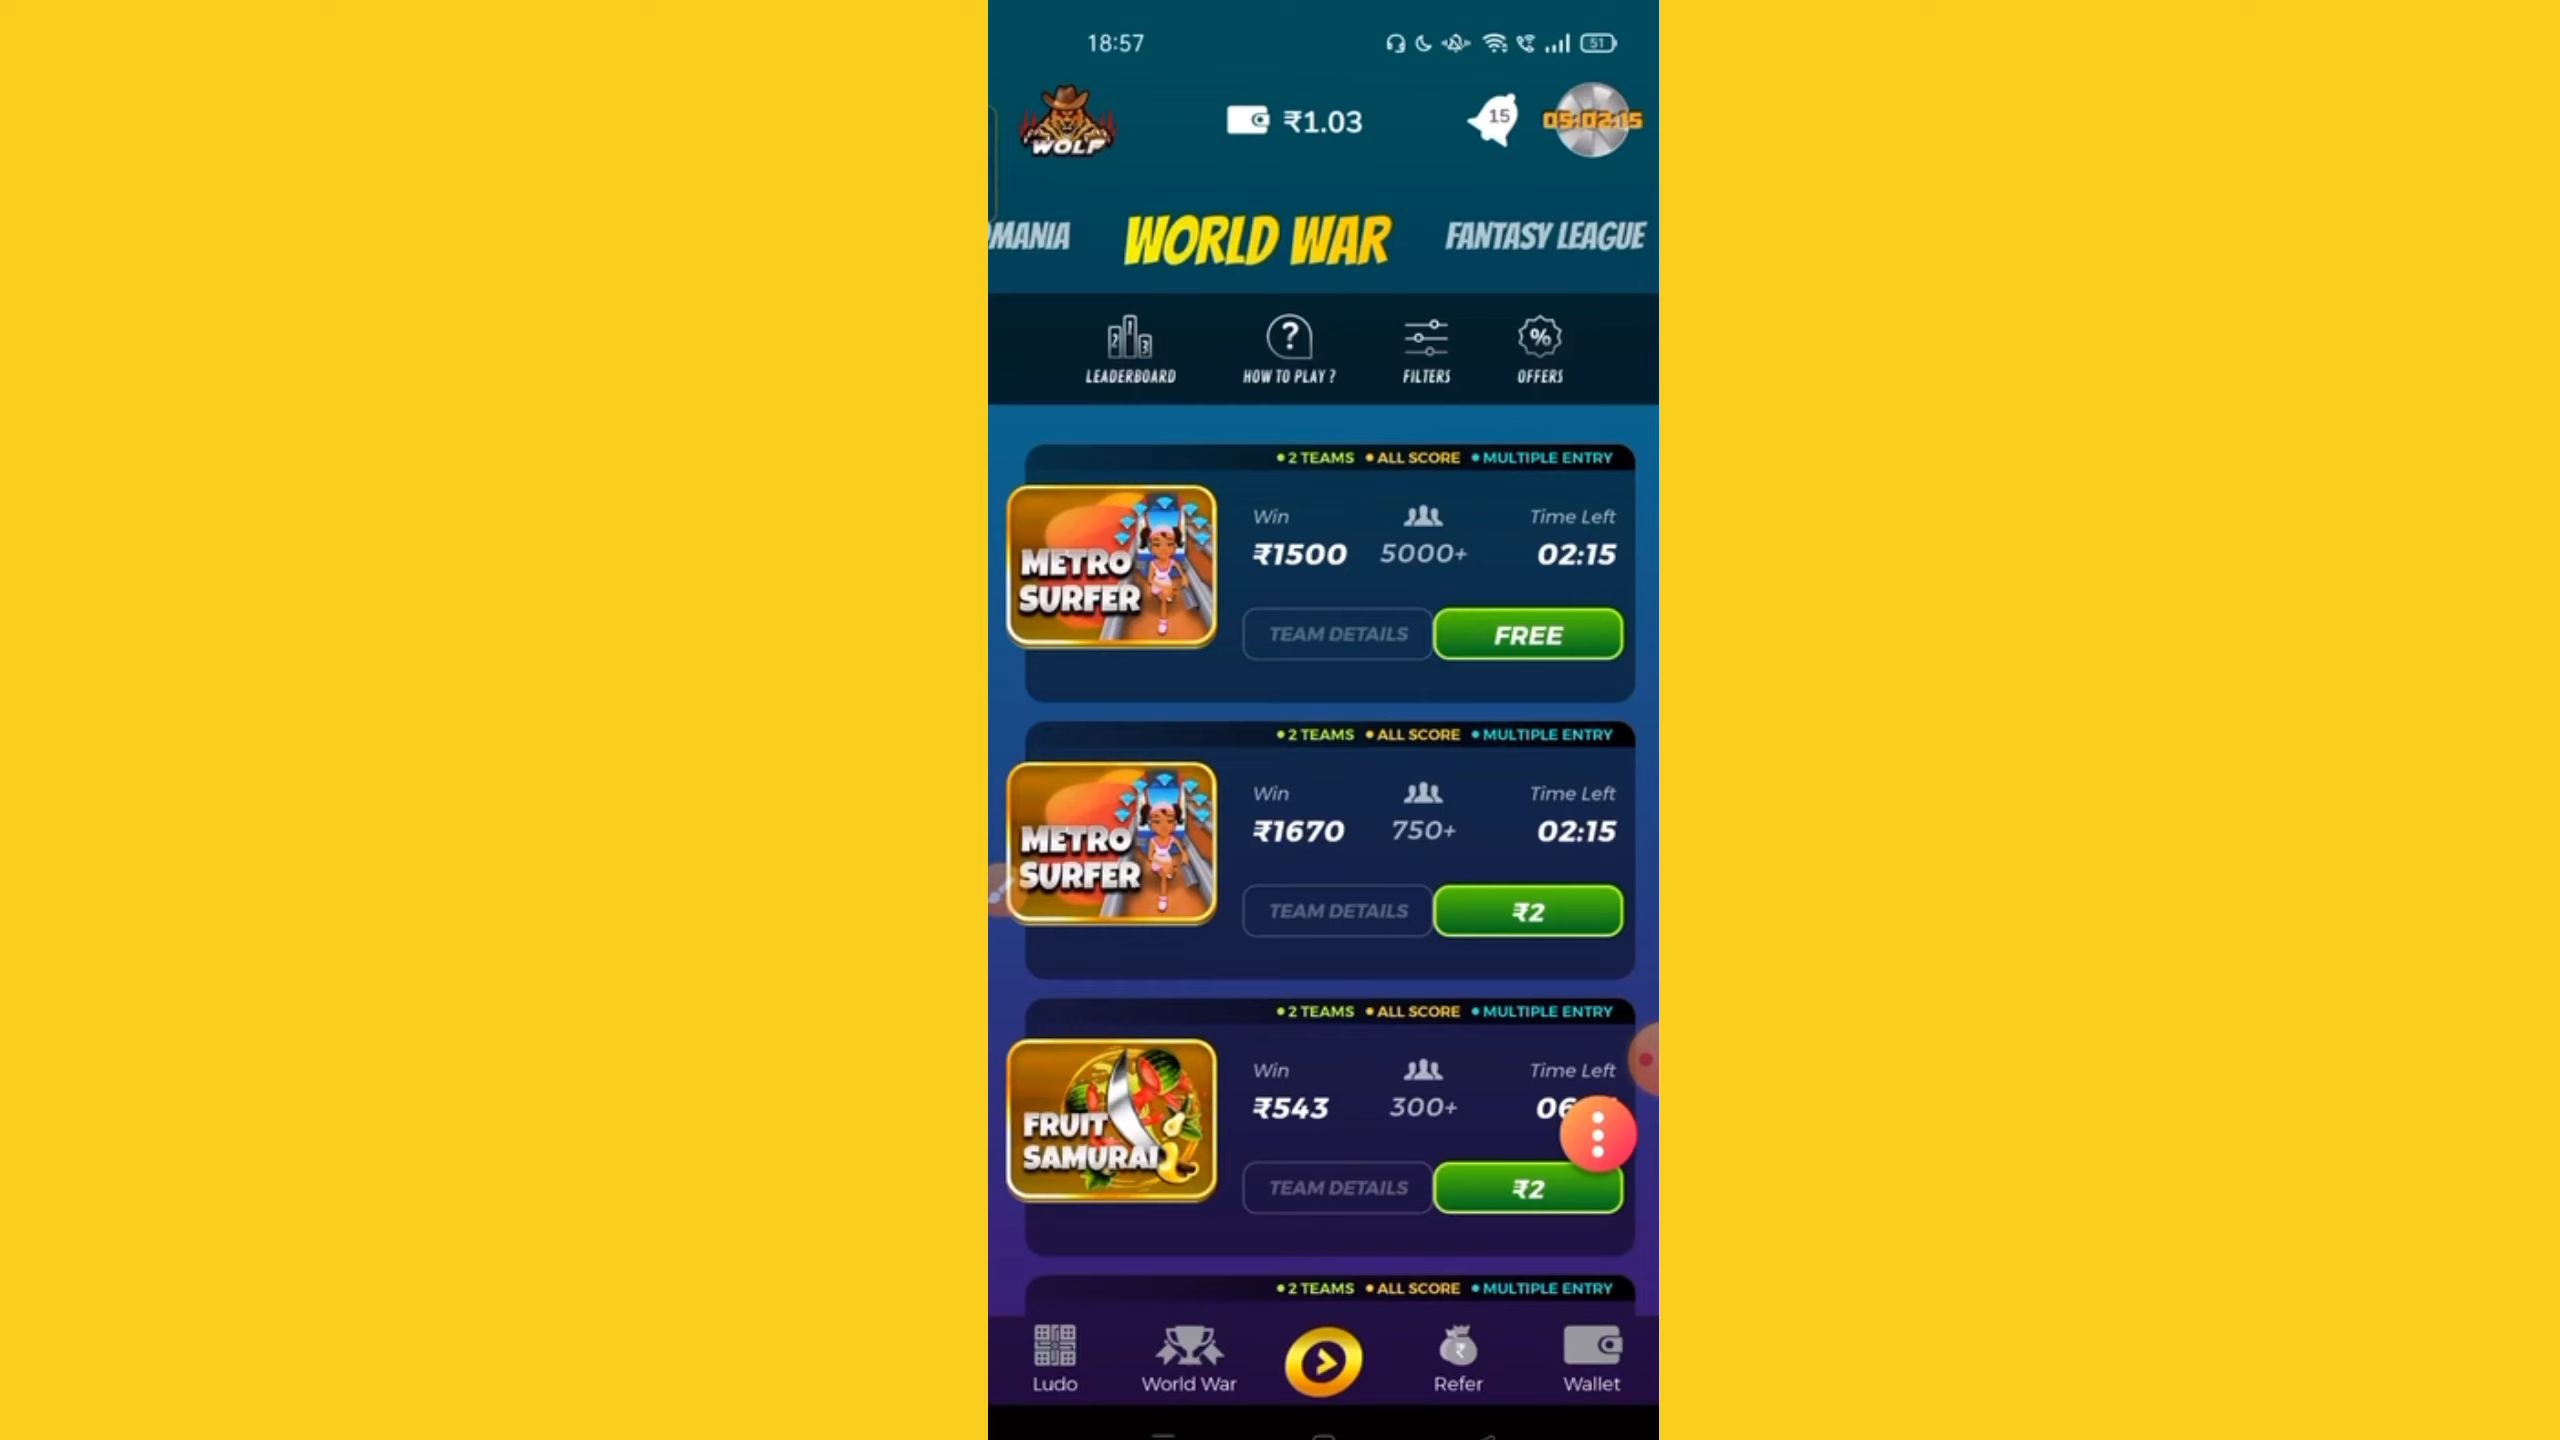 18:57
51
WOLF
₹1.03
15
05:02:15
MANIA
WORLD WAR
FANTASY LEAGUE
LEADERBOARD
HOW TO PLAY ?
FILTERS
OFFERS
2 TEAMS ALL SCORE MULTIPLE ENTRY
METRO
SURFER
Win
Time Left
₹1500
5000+
02:15
TEAM DETAILS
FREE
2 TEAMS ALL SCORE MULTIPLE ENTRY
METRO
SURFER
Win
Time Left
₹1670
750+
02:15
TEAM DETAILS
₹2
2 TEAMS ALL SCORE MULTIPLE ENTRY
FRUIT
SAMURAI
Win
Time Left
₹543
300+
06
TEAM DETAILS
₹2
2 TEAMS ALL SCORE MULTIPLE ENTRY
Ludo
World War
Refer
Wallet